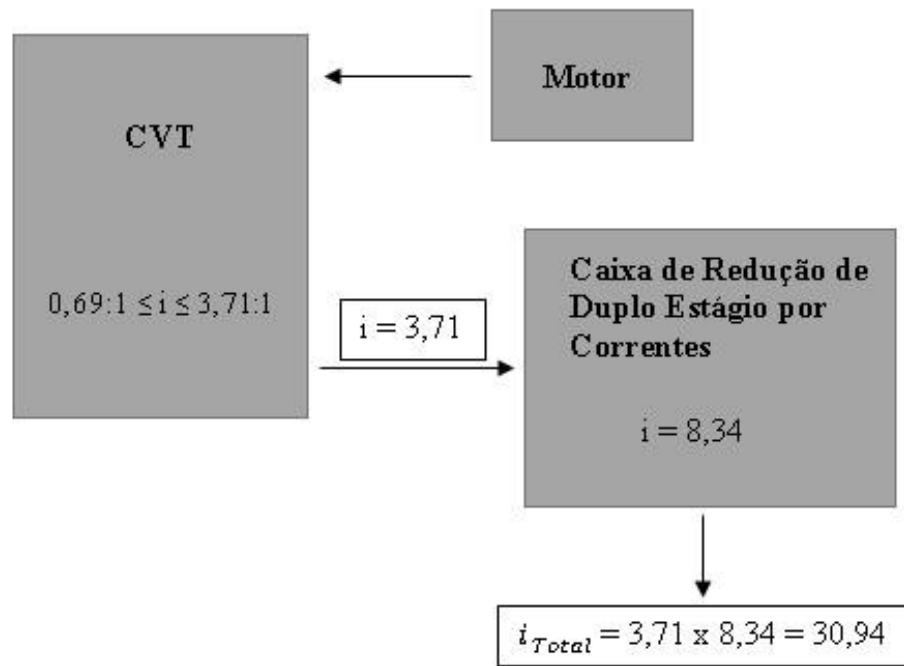 Motor
CVT
0,69:1 ≤ i ≤ 3,71:1
i = 3,71
Caixa de Redução de
Duplo Estágio por
Correntes
i = 8,34
i Total = 3,71 x 8,34 = 30,94